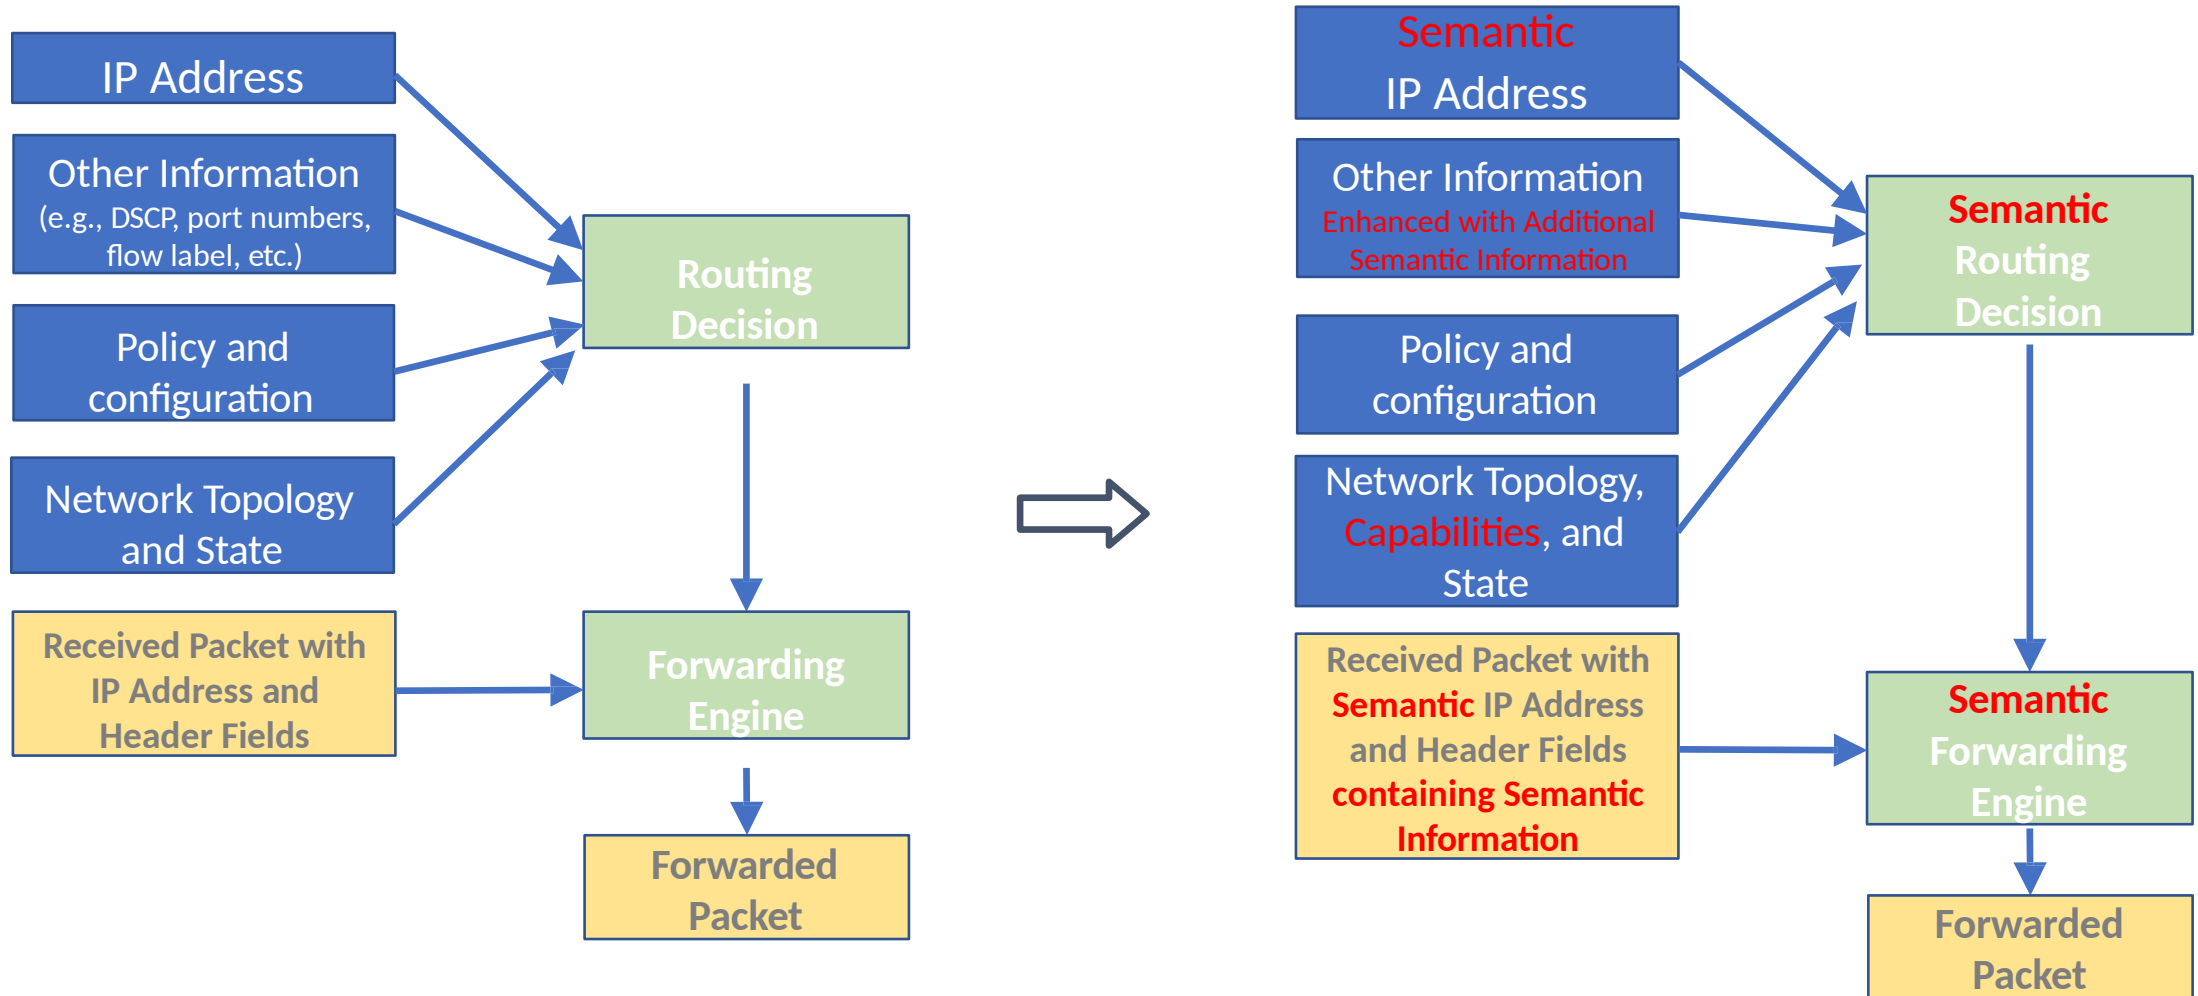 IP Address
Other Information
(e.g., DSCP, port numbers,
flow label, etc.)
Policy and
configuration
Network Topology
and State
Received Packet with
IP Address and
Header Fields
Routing
Decision
Forwarding
Engine
Forwarded
Packet
Semantic
IP Address
Other Information
Enhanced with Additional
Semantic Information
Policy and
configuration
Network Topology,
Capabilities, and
State
Received Packet with
Semantic IP Address
and Header Fields
containing Semantic
Information
Semantic
Routing
Decision
Semantic
Forwarding
Engine
Forwarded
Packet